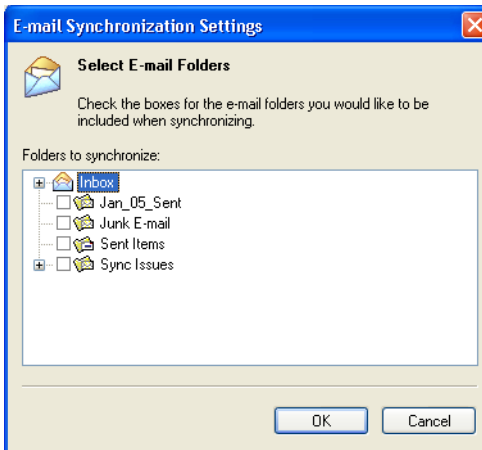 E-mail Synchronization Settings
Select E-mail Folders
Check the boxes for the e-mail folders you would like to be
included when synchronizing.
Folders to synchronize:
Inbox
Jan_05_Sent
Junk E-mail
Sent Items
Sync Issues
OK
Cancel